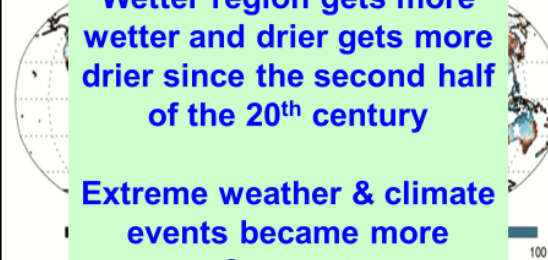 Wetter region gets more
wetter and drier gets more
drier since the second half
of the 20th century
Extreme weather & climate
events became more
100